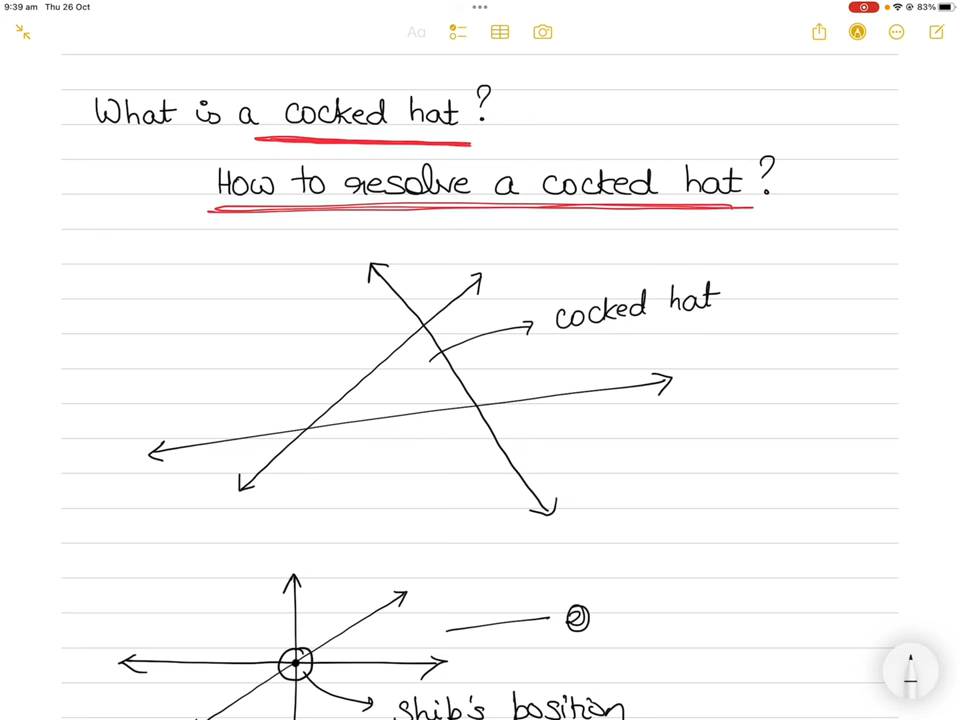 9:39 am Thu 26 Oct
83%
Aa
What is a cocked hat?
How to resolve a cocked hat?
cocked hat
2
ship's position